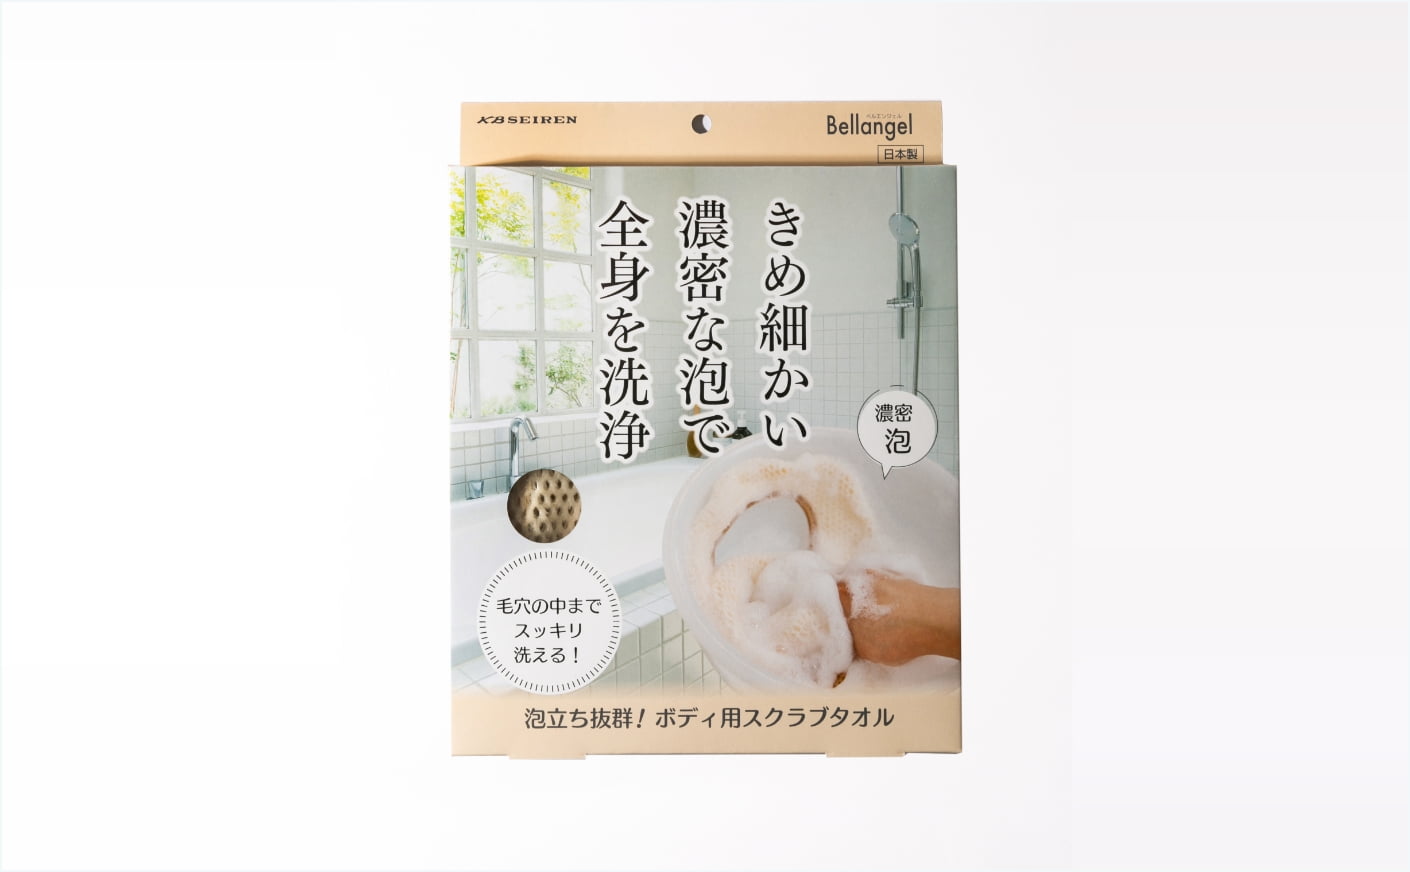 KB SEIREN
ベルエンジェル
Bellangel
日本製
きめ細かい
濃密な泡で
全身を洗浄
濃密
泡
毛穴の中まで
スッキリ
洗える！
泡立ち抜群！ボディ用スクラブタオル